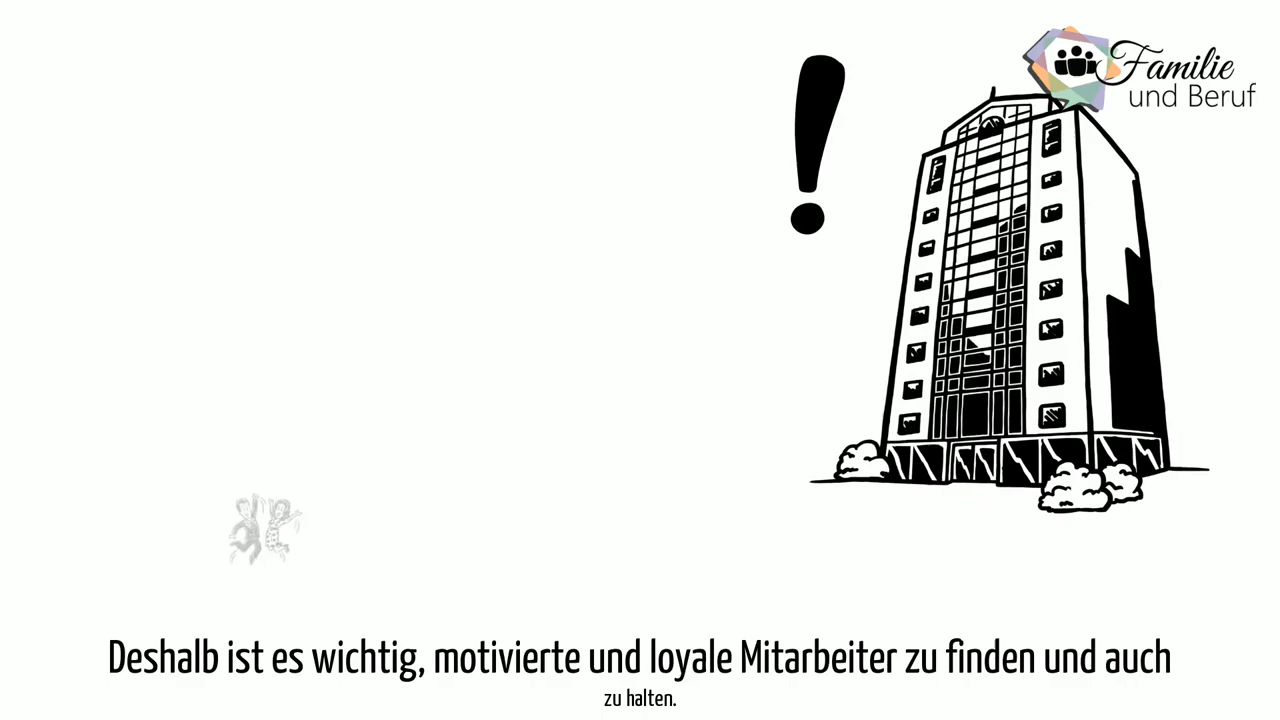 Familie
und Beruf
Deshalb ist es wichtig, motivierte und loyale Mitarbeiter zu finden und auch
zu halten.